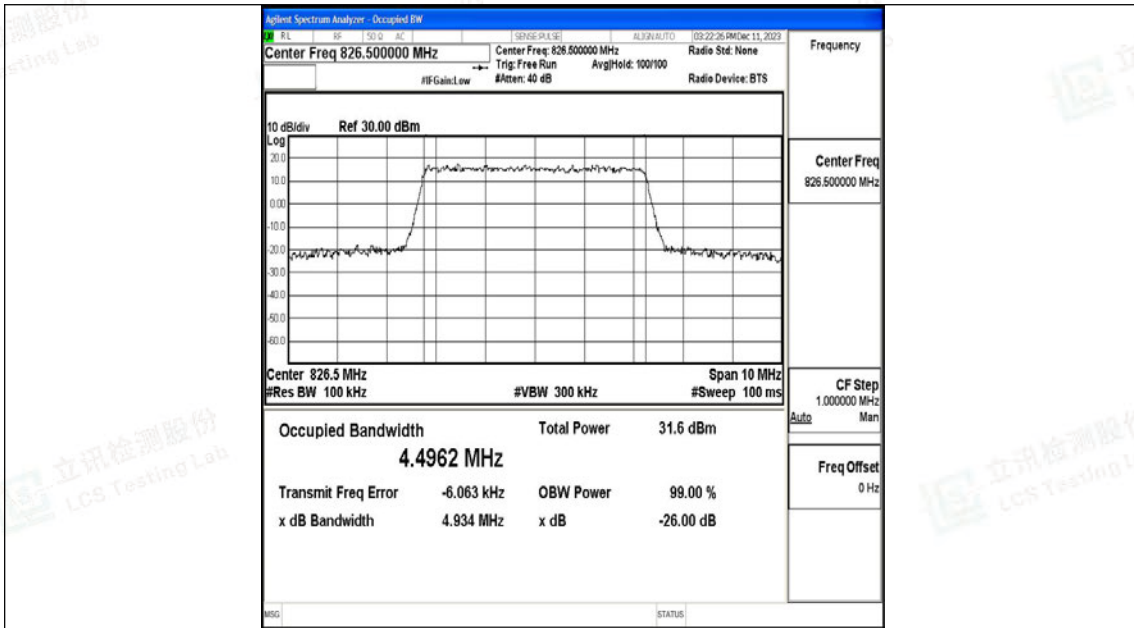 Agilent Spectrum Analyzer - Occupied BW
RL RF 50 Ω AC SENSE:PULSE ALIGNAUTO 03:22:26 PM Dec 11, 2023
Center Freq 826.500000 MHz
Center Freq: 826.500000 MHz
Radio Std: None
Trig: Free Run Avg|Hold: 100/100
#IFGain:Low
#Atten: 40 dB
Radio Device: BTS
10 dB/div Ref 30.00 dBm
Log
20.0
10.0
0.00
-10.0
-20.0
-30.0
-40.0
-50.0
-60.0
Center 826.5 MHz Span 10 MHz
#Res BW 100 kHz #VBW 300 kHz #Sweep 100 ms
Occupied Bandwidth Total Power 31.6 dBm
4.4962 MHz
Transmit Freq Error -6.063 kHz OBW Power 99.00 %
x dB Bandwidth 4.934 MHz x dB -26.00 dB
MSG STATUS
Frequency
Center Freq
826.500000 MHz
CF Step
1.000000 MHz
Auto Man
Freq Offset
0 Hz
立讯检测股份
LCS Testing Lab
立讯检测股份
LCS Testing L